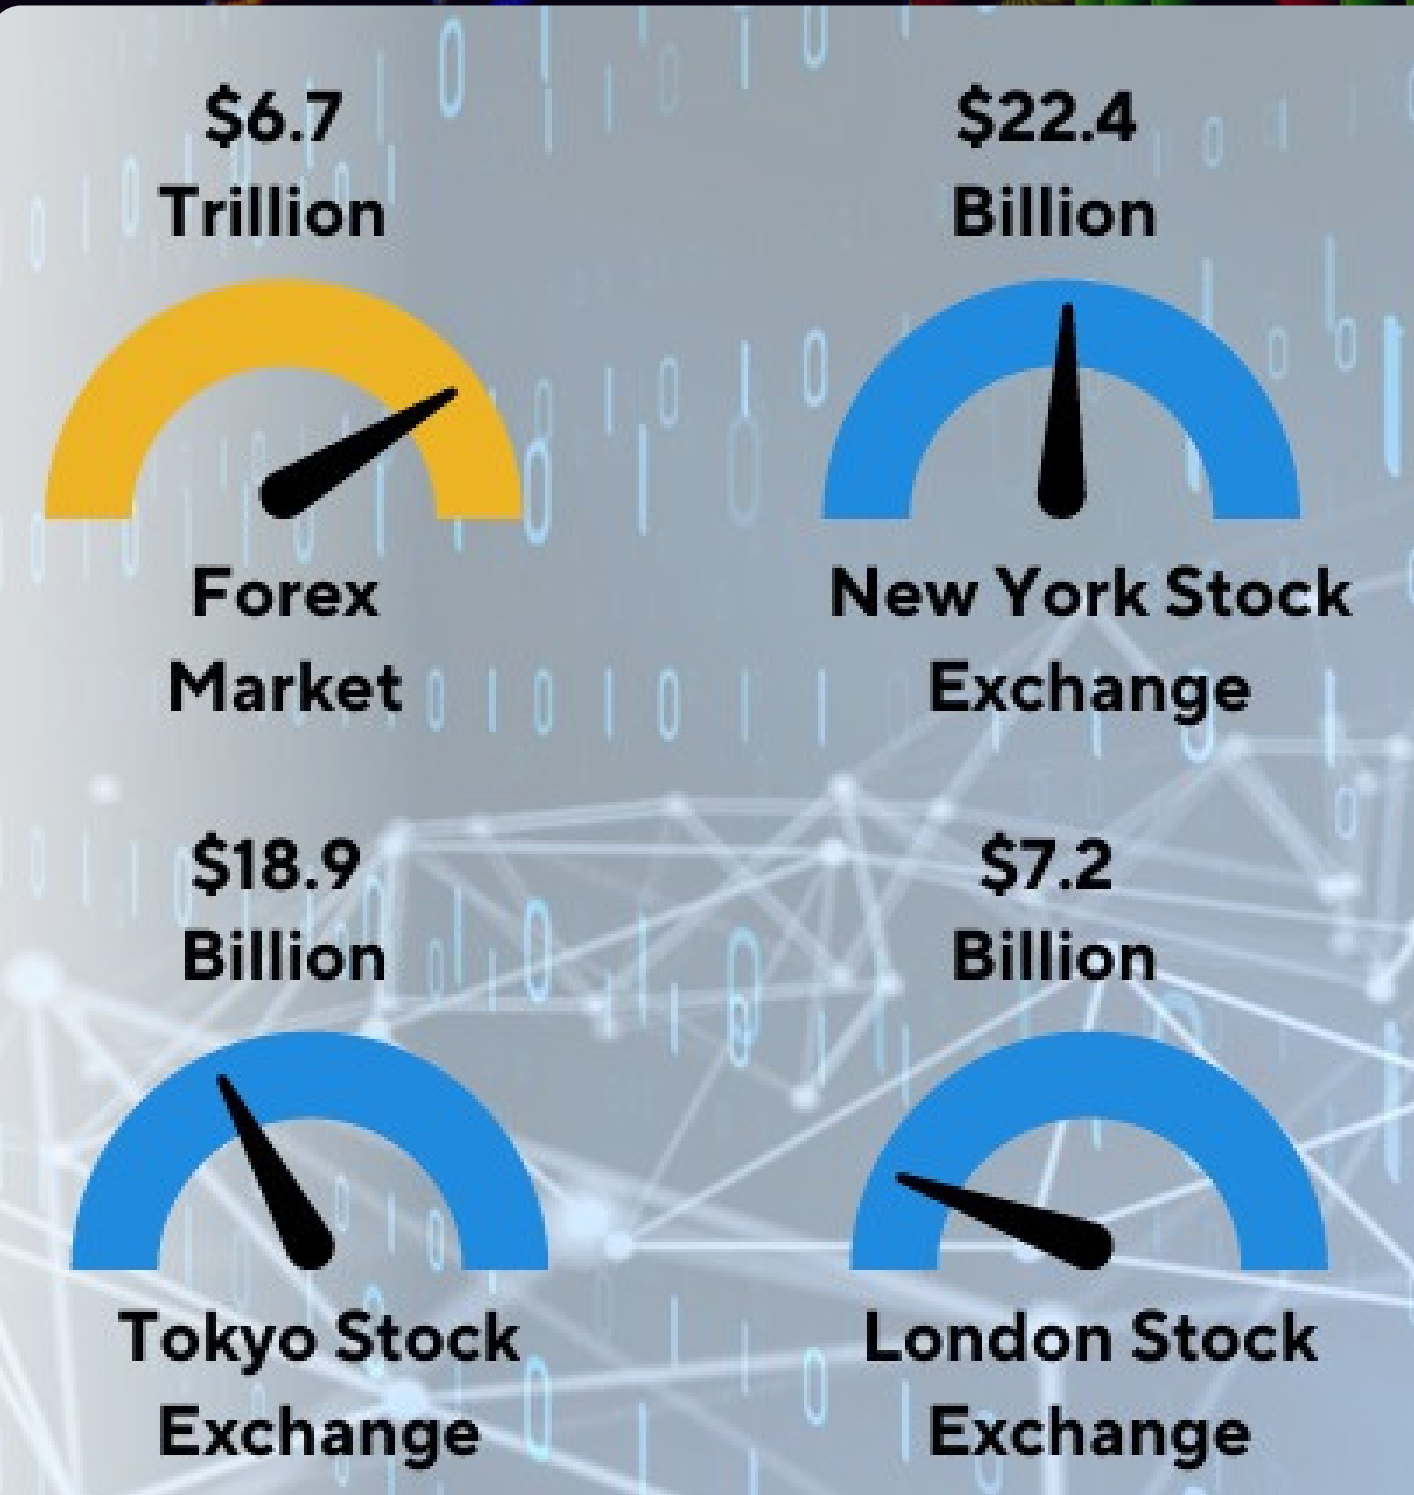 $6.7
Trillion
Forex
Market
$22.4
Billion
New York Stock
Exchange
$18.9
Billion
Tokyo Stock
Exchange
$7.2
Billion
London Stock
Exchange